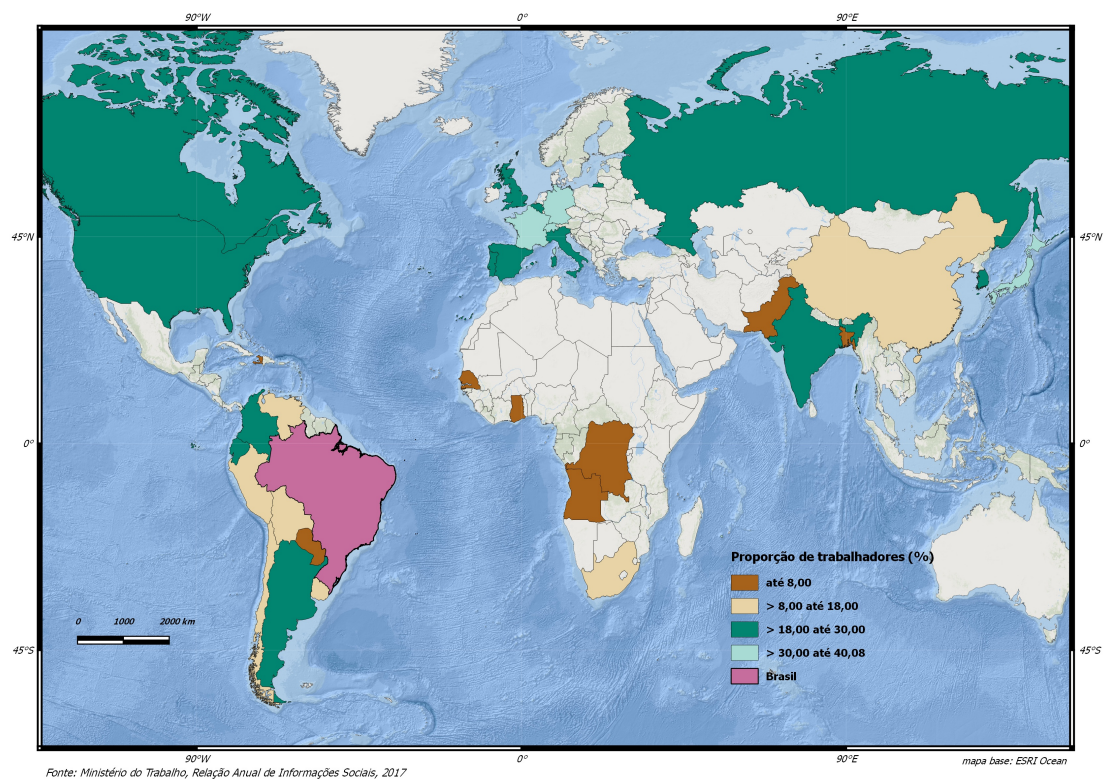 90°W 0° 90°E
45°N 45°N
0° 0°
Proporção de trabalhadores (%)
até 8,00
> 8,00 até 18,00
> 18,00 até 30,00
> 30,00 até 40,08
Brasil
0 1000 2000 km
45°S 45°S
90°W 0° 90°E
mapa base: ESRI Ocean
Fonte: Ministério do Trabalho, Relação Anual de Informações Sociais, 2017